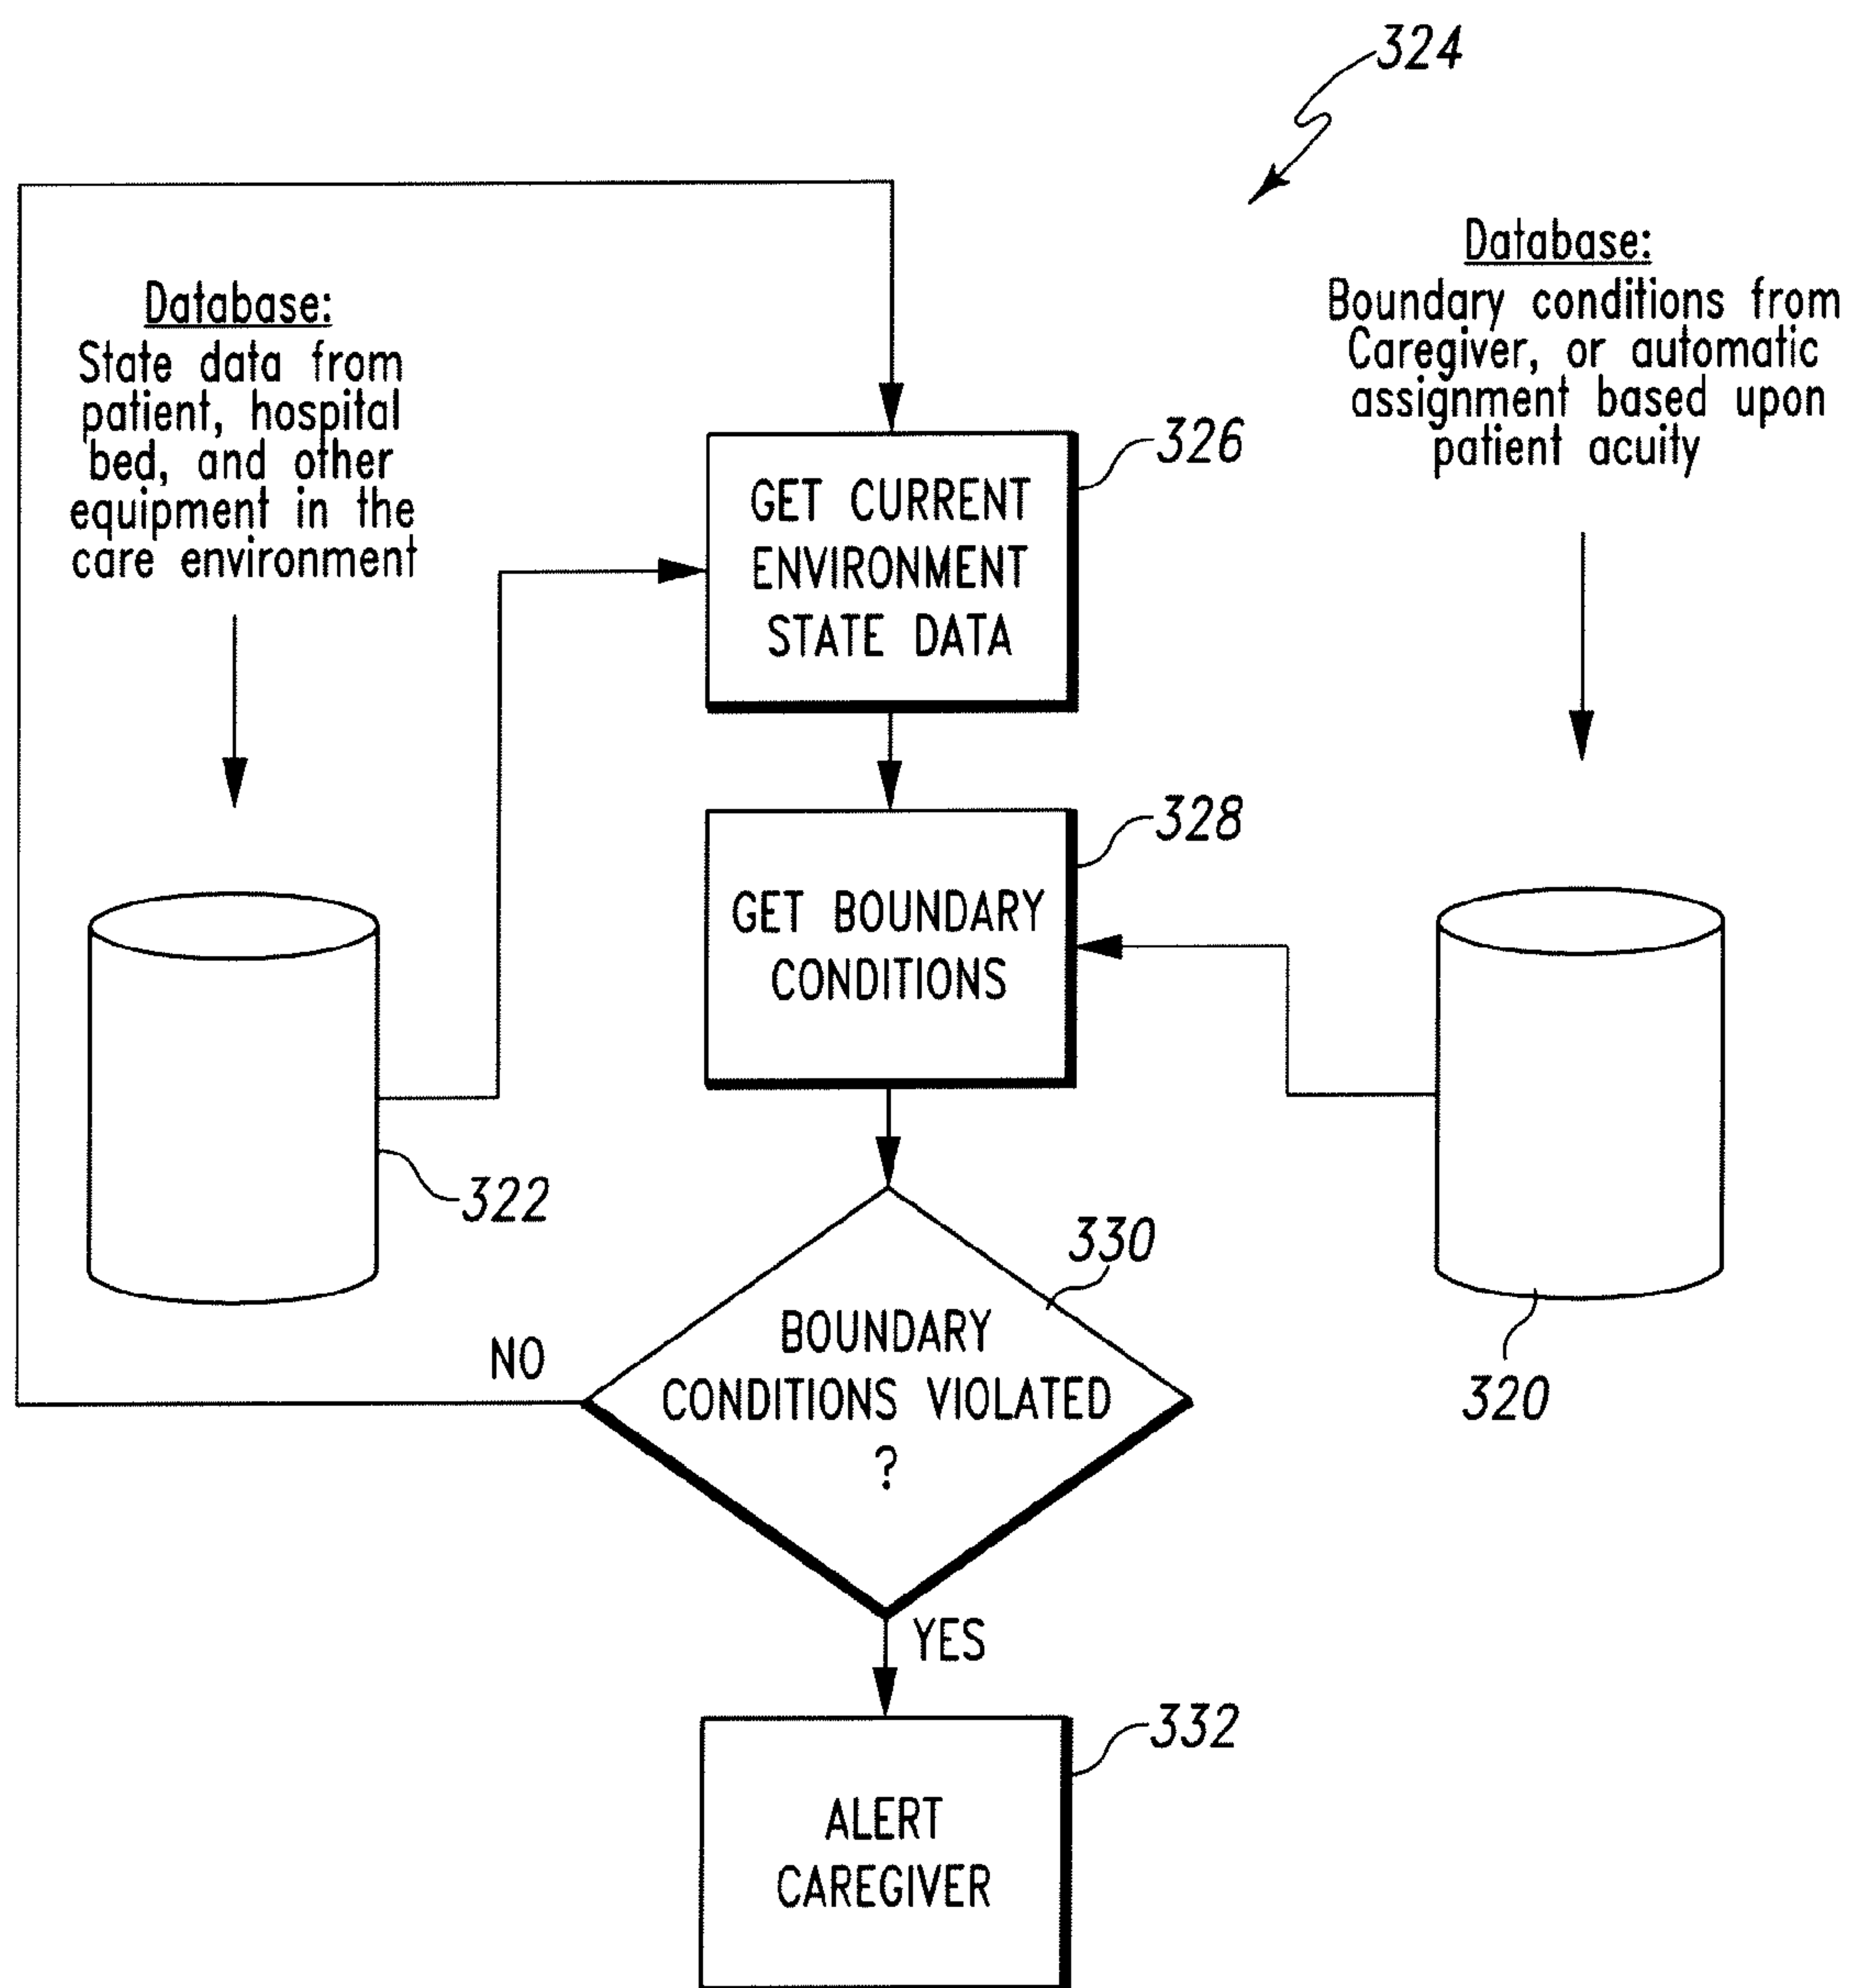 324
Database:
State data from
patient, hospital
bed, and other
equipment in the
care environment
Database:
Boundary conditions from
Caregiver, or automatic
assignment based upon
patient acuity
326
GET CURRENT
ENVIRONMENT
STATE DATA
328
GET BOUNDARY
CONDITIONS
322
320
330
BOUNDARY
CONDITIONS VIOLATED
?
NO
YES
332
ALERT
CAREGIVER